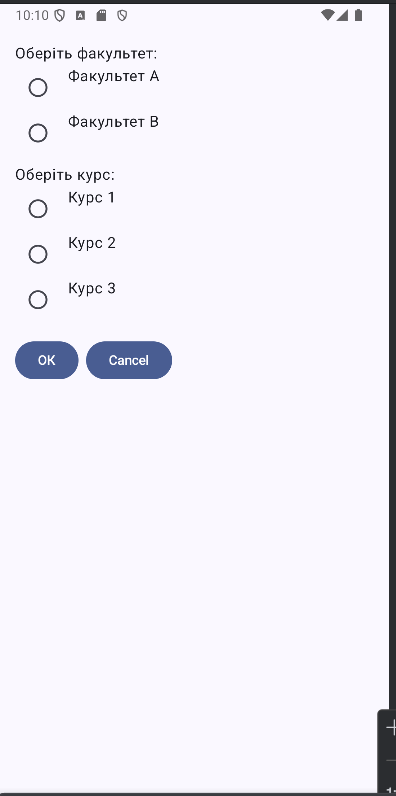 10:10
Оберіть факультет:
Факультет A
Факультет B
Оберіть курс:
Курс 1
Курс 2
Курс 3
OK Cancel